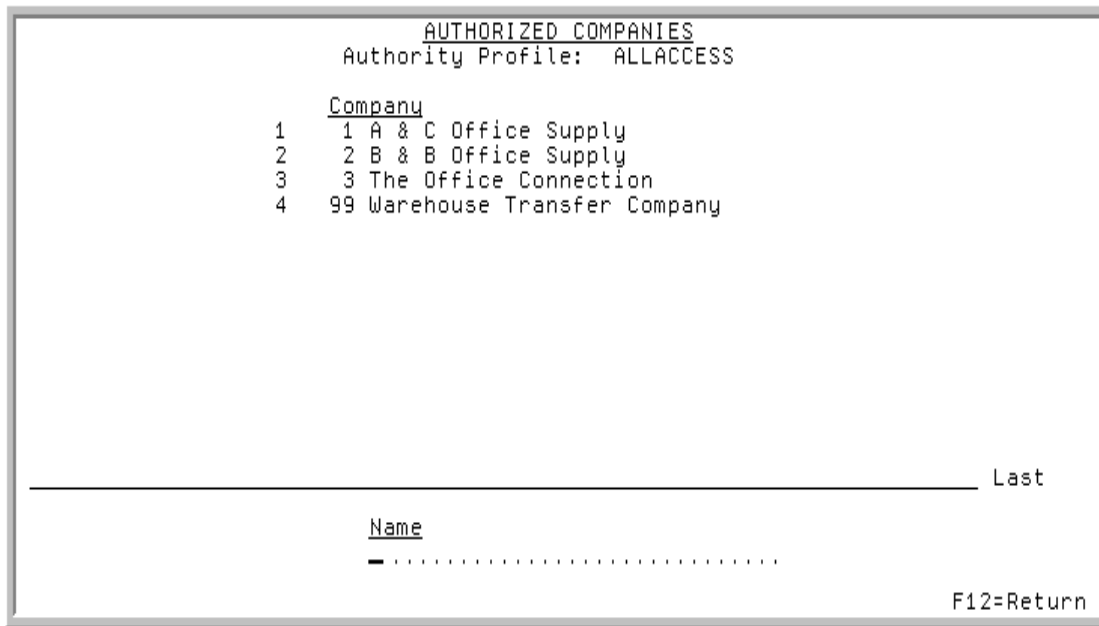 AUTHORIZED COMPANIES
Authority Profile:  ALLACCESS
Company
1     1 A & C Office Supply
2     2 B & B Office Supply
3     3 The Office Connection
4    99 Warehouse Transfer Company
Last
Name
F12=Return